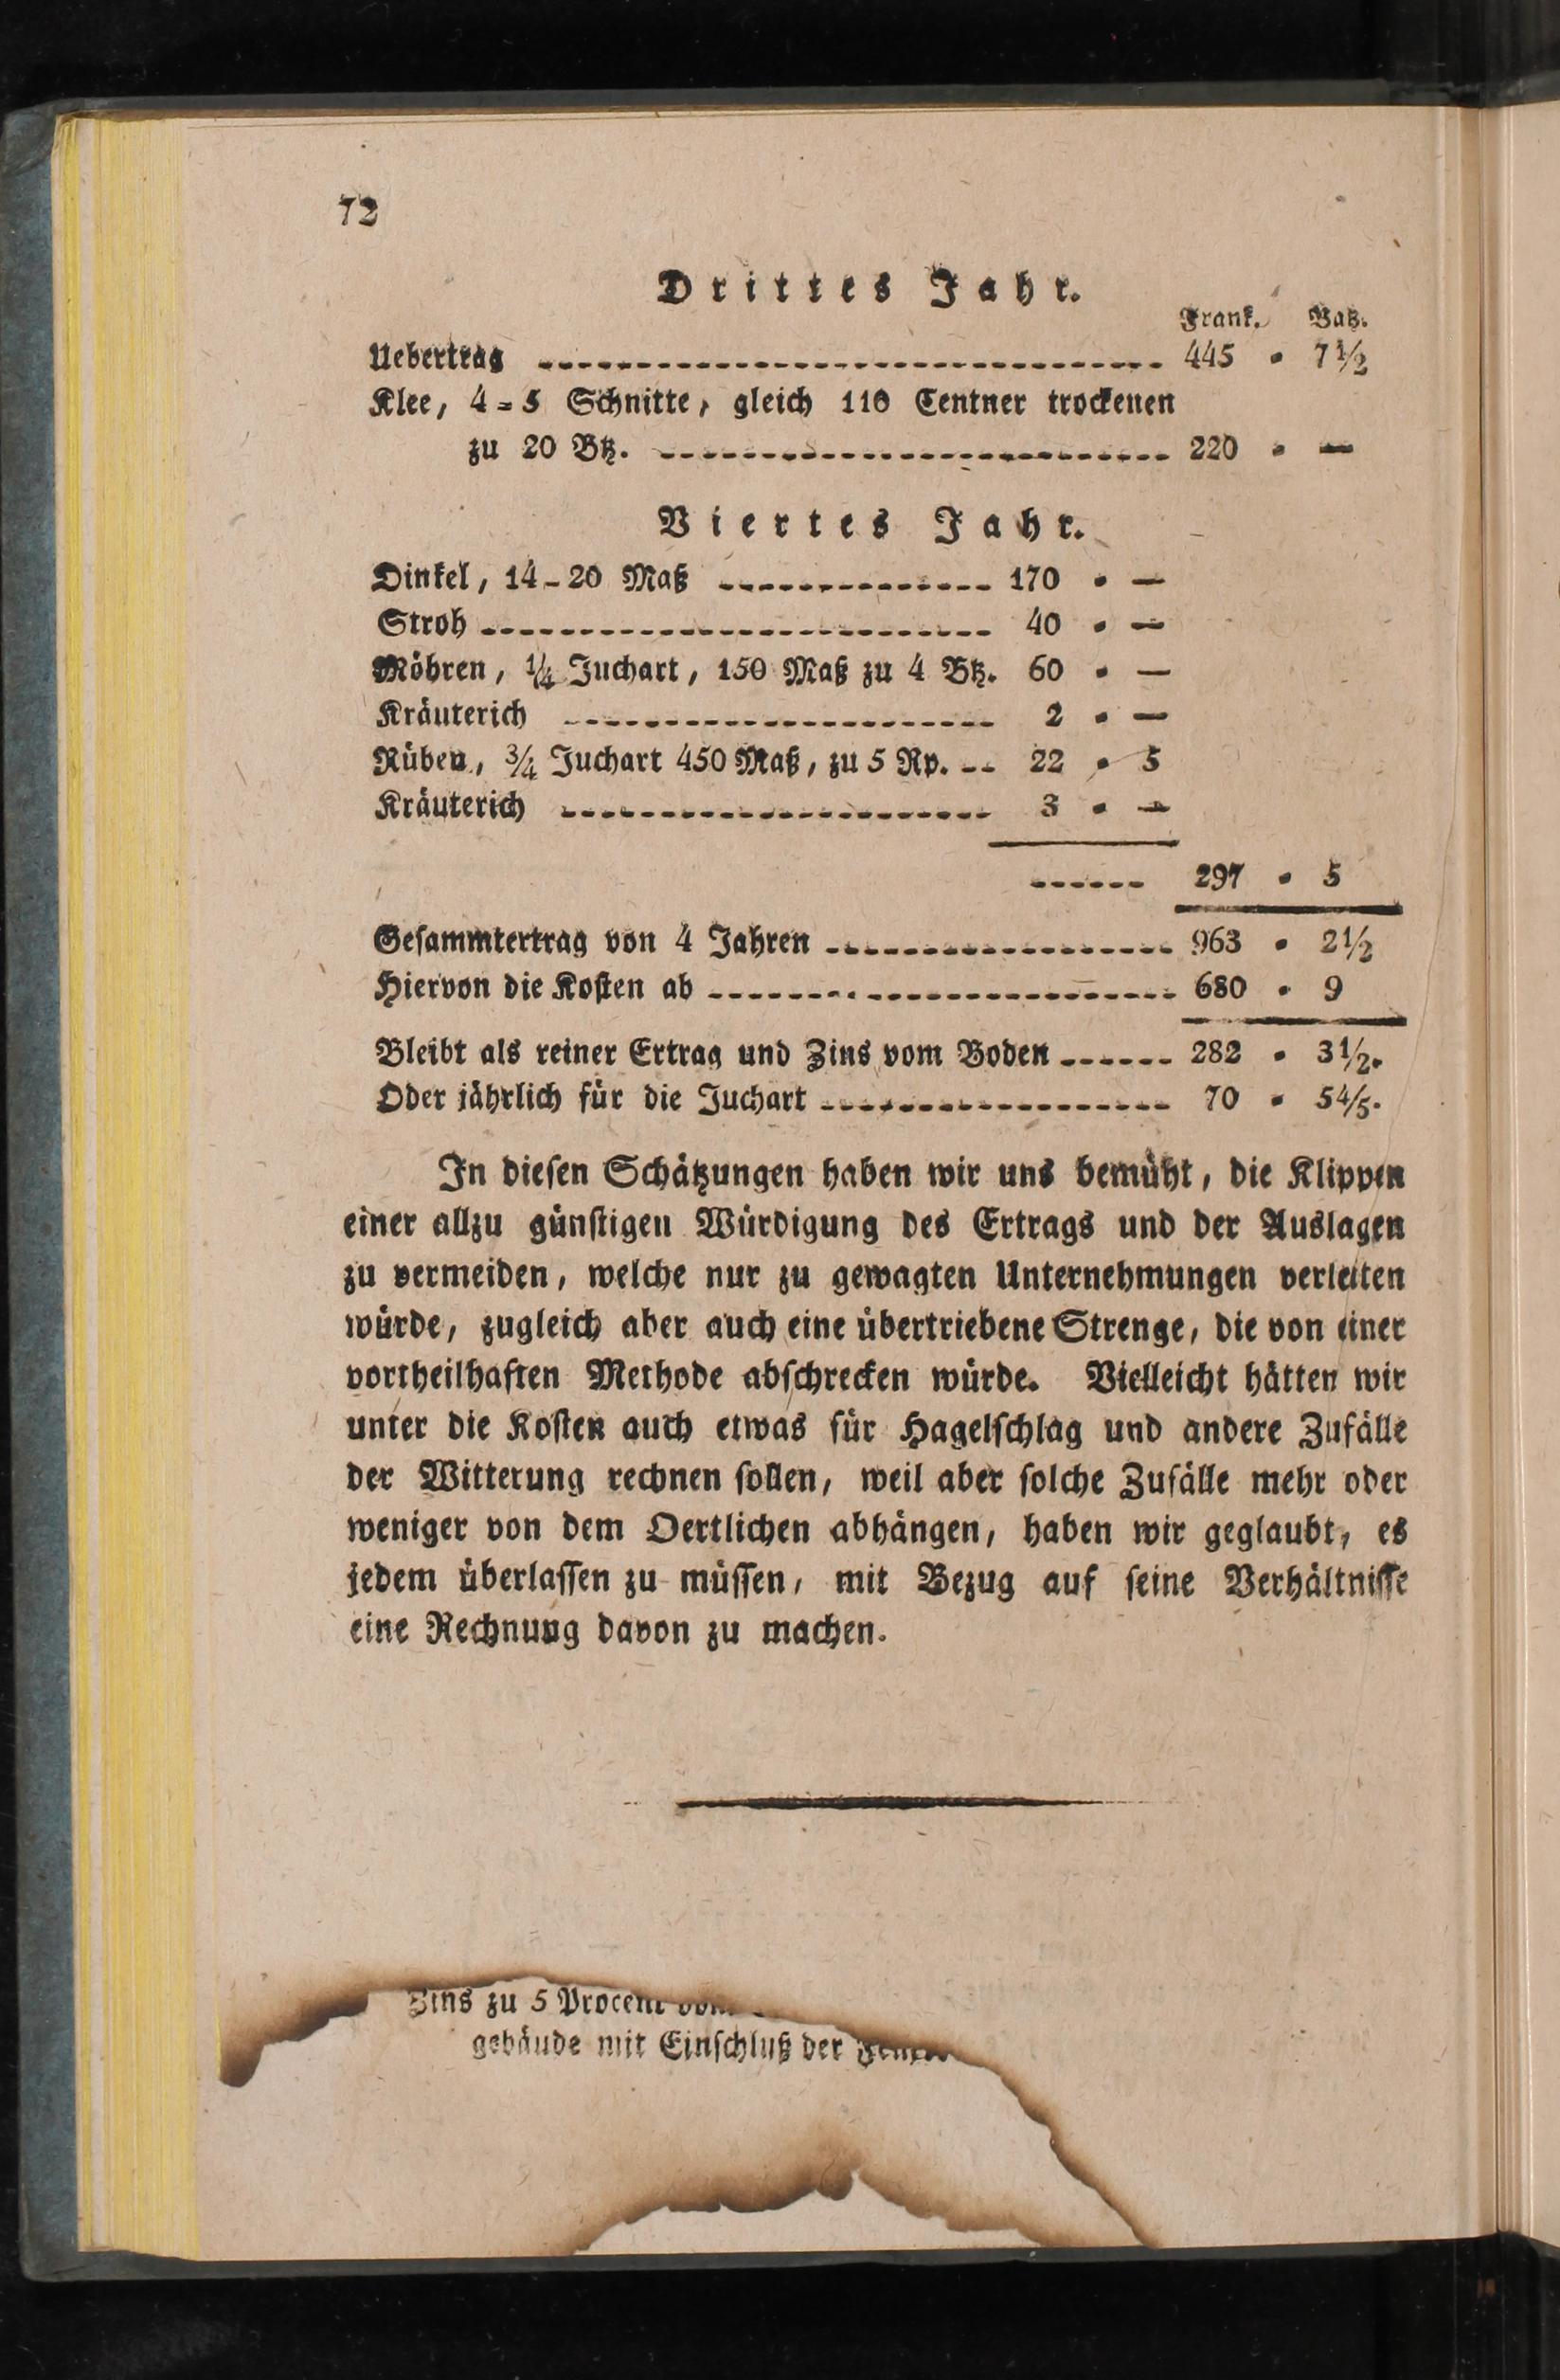 72
Drittes Jahr.
Frank. Batz.
Uebertrag ---------- 445 • 7½
Klee, 4=5 Schnitte, gleich 110 Centner trockenen
zu 20 Btz. ---------- 220 • —
Viertes Jahr.
Dinkel, 14-20 Maß ---------- 170 • —
Stroh ---------- 40 • —
Möhren, ¼ Juchart, 150 Maß zu 4 Btz. 60 • —
Kräuterich ---------- 2 • —
Rüben, ¾ Juchart 450 Maß, zu 5 Rp. -- 22 • 5
Kräuterich ---------- 3 • —
------ 297 • 5
Gesammtertrag von 4 Jahren ---------- 963 • 2½
Hiervon die Kosten ab ---------- 680 • 9
Bleibt als reiner Ertrag und Zins vom Boden ------ 282 • 3½.
Oder jährlich für die Juchart ---------- 70 • 5⅘.
In diesen Schätzungen haben wir uns bemüht, die Klippen
einer allzu günstigen Würdigung des Ertrags und der Auslagen
zu vermeiden, welche nur zu gewagten Unternehmungen verleiten
würde, zugleich aber auch eine übertriebene Strenge, die von einer
vortheilhaften Methode abschrecken würde. Vielleicht hätten wir
unter die Kosten auch etwas für Hagelschlag und andere Zufälle
der Witterung rechnen sollen, weil aber solche Zufälle mehr oder
weniger von dem Oertlichen abhängen, haben wir geglaubt, es
jedem überlassen zu müssen, mit Bezug auf seine Verhältnisse
eine Rechnung davon zu machen.
Zins zu 5 Procent vom
gebäude mit Einschluß der